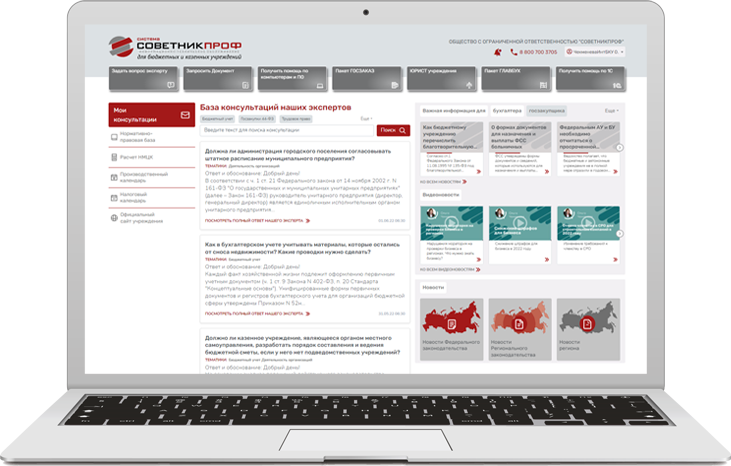 система
СОВЕТНИКПРОФ
для бюджетных и казенных учреждений
ОБЩЕСТВО С ОГРАНИЧЕННОЙ ОТВЕТСТВЕННОСТЬЮ "СОВЕТНИКПРОФ"
8 800 700 3706
Задать вопрос эксперту
Запросить Документ
Получить помощь по
компьютерам и ПО
Пакет ГОСЗАКАЗ
ЮРИСТ учреждения
Пакет ГЛАВБУХ
Получить помощь по 1С
Мои
консультации
Нормативно-
правовая база
Расчет НМЦК
Производственный
календарь
Налоговый
календарь
Официальный
сайт учреждения
База консультаций наших экспертов
Бюджетный учет
Госзакупки 44-ФЗ
Трудовое право
Еще
Введите текст для поиска консультации
Поиск
Должна ли администрация городского поселения согласовывать
штатное расписание муниципального предприятия?
ТЕМАТИКИ: Деятельность организаций
Ответ и обоснование: Добрый день!
В соответствии с ч. 1 ст. 21 Федерального закона от 14 ноября 2002 г. N
161-ФЗ "О государственных и муниципальных унитарных предприятиях"
(далее – Закон 161-ФЗ) руководитель унитарного предприятия (директор,
генеральный директор) является единоличным исполнительным органом
унитарного предприятия..
ПОСМОТРЕТЬ ПОЛНЫЙ ОТВЕТ НАШЕГО ЭКСПЕРТА
Как в бухгалтерском учете учитывать материалы, которые остались
от сноса недвижимости? Какие проводки нужно сделать?
ТЕМАТИКИ: Бюджетный учет
Ответ и обоснование: Добрый день!
Каждый факт хозяйственной жизни подлежит оформлению первичным
учетным документом (ч. 1 ст. 9 Закона N 402-ФЗ, п. 20 Стандарта
"Концептуальные основы"). Унифицированные формы первичных
документов и регистров бухгалтерского учета для организаций бюджетной
сферы утверждены Приказом N 52н..
ПОСМОТРЕТЬ ПОЛНЫЙ ОТВЕТ НАШЕГО ЭКСПЕРТА
Должно ли казенное учреждение, являющееся органом местного
самоуправления, разработать порядок составления и ведения
бюджетной сметы, если у него нет подведомственных учреждений?
ТЕМАТИКИ: Бюджетный учет Деятельность организаций
Ответ и обоснование: Добрый день!
Важная информация для
бухгалтера
госзакупщика
Еще
Как бюджетному
учреждению
перечислить
благотворительную...
О формах документов
для назначения и
выплаты ФСС
больничных
Федеральным АУ и БУ
необходимо
отчитаться о
просроченной...
КО ВСЕМ НОВОСТЯМ
Видеоновости
КО ВСЕМ ВИДЕОНОВОСТЯМ
Новости
Новости Федерального
законодательства
Новости
Регионального
законодательства
Новости
региона